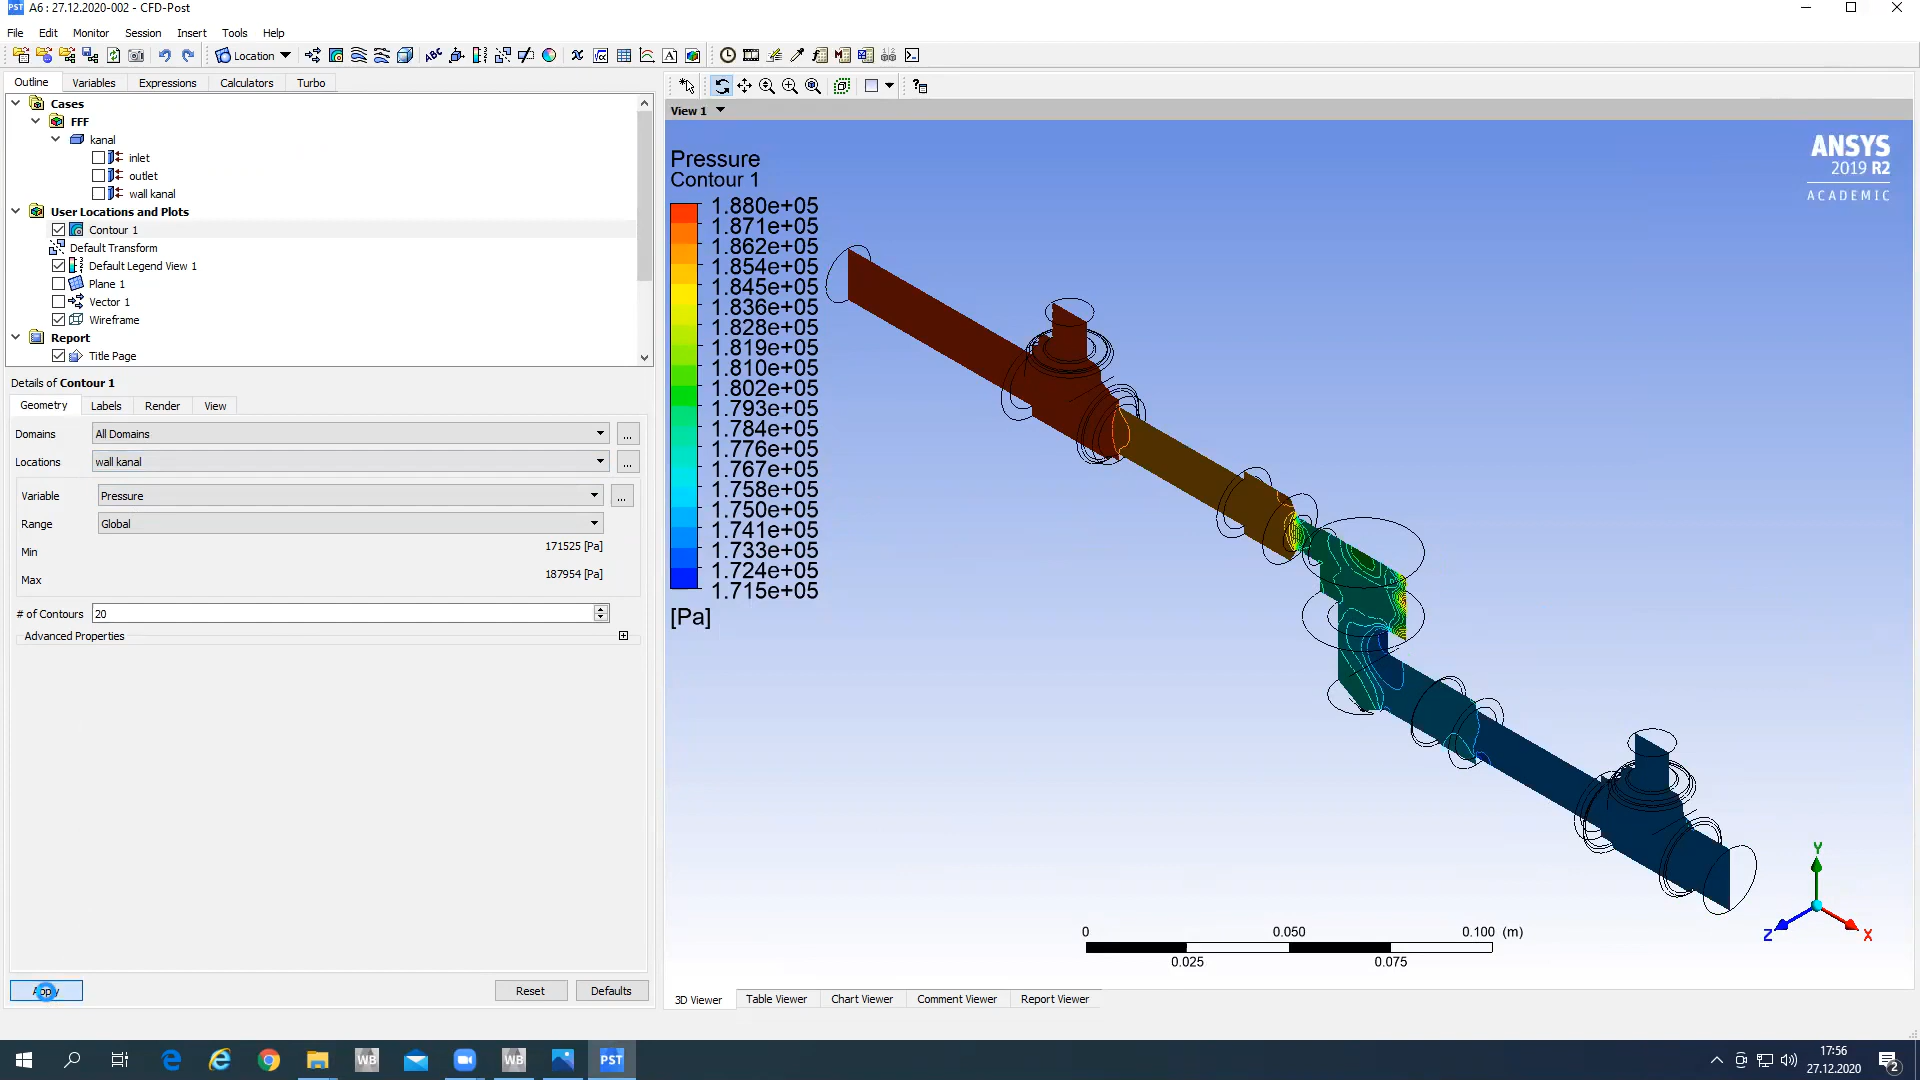 PST A6 : 27.12.2020-002 - CFD-Post
File Edit Monitor Session Insert Tools Help
Location
Outline Variables Expressions Calculators Turbo
Cases
FFF
kanal
inlet
outlet
wall kanal
User Locations and Plots
Contour 1
Default Transform
Default Legend View 1
Plane 1
Vector 1
Wireframe
Report
Title Page
Details of Contour 1
Geometry Labels Render View
Domains All Domains ...
Locations wall kanal ...
Variable Pressure ...
Range Global
Min 171525 [Pa]
Max 187954 [Pa]
# of Contours 20
Advanced Properties
Apply Reset Defaults
View 1
ANSYS
2019 R2
ACADEMIC
Pressure
Contour 1
1.880e+05
1.871e+05
1.862e+05
1.854e+05
1.845e+05
1.836e+05
1.828e+05
1.819e+05
1.810e+05
1.802e+05
1.793e+05
1.784e+05
1.776e+05
1.767e+05
1.758e+05
1.750e+05
1.741e+05
1.733e+05
1.724e+05
1.715e+05
[Pa]
0 0.050 0.100 (m)
0.025 0.075
Y
Z X
3D Viewer Table Viewer Chart Viewer Comment Viewer Report Viewer
WB WB PST
17:56
27.12.2020
2